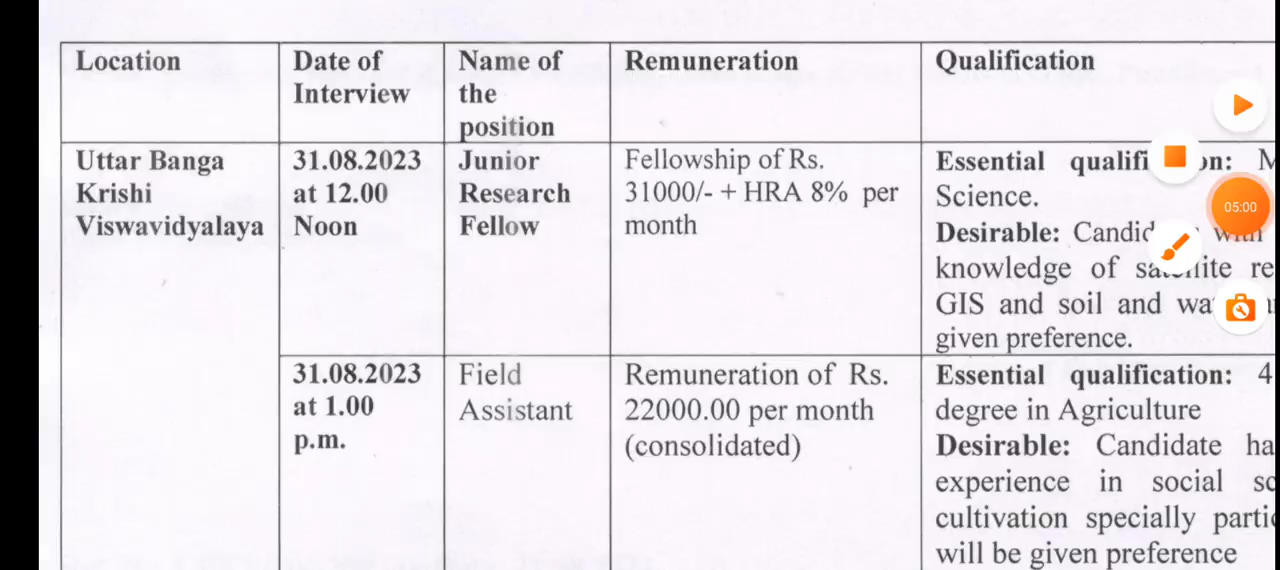 Location
Date of
Interview
Name of
the
position
Remuneration
Qualification
Uttar Banga
Krishi
Viswavidyalaya
31.08.2023
at 12.00
Noon
Junior
Research
Fellow
Fellowship of Rs.
31000/- + HRA 8% per
month
Essential
Science.
Desirable:
knowledge of
GIS and soil and
given preference.
31.08.2023
at 1.00
p.m.
Field
Assistant
Remuneration of Rs.
22000.00 per month
(consolidated)
Essential qualification: 4
degree in Agriculture
Desirable: Candidate
experience in social
cultivation specially
will be given preference
05:00